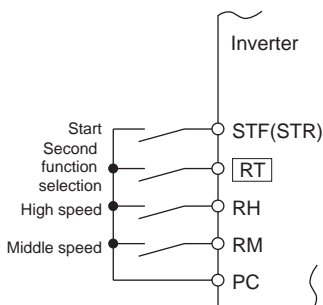 Inverter
Start
STF(STR)
Second
function
selection
RT
High speed
RH
Middle speed
RM
PC